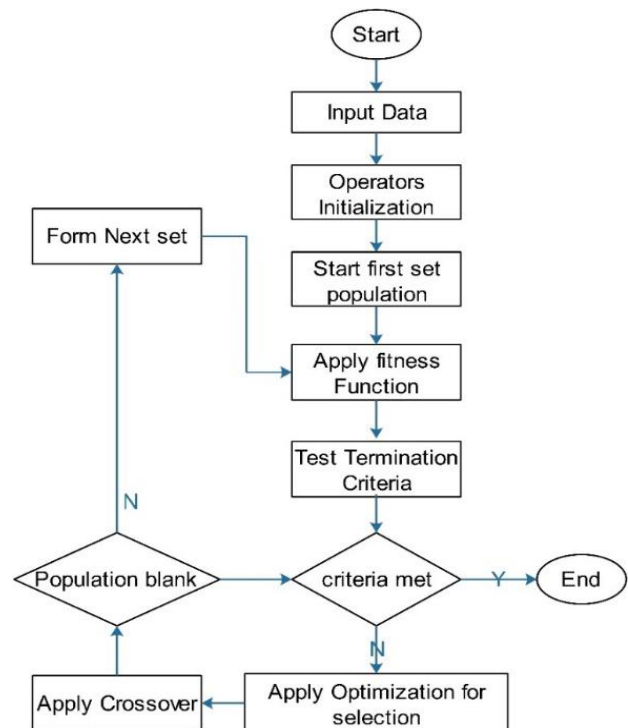 Start
Input Data
Operators
Initialization
Form Next set
Start first set
population
Apply fitness
Function
Test Termination
Criteria
N
Population blank
criteria met
Y
End
N
Apply Crossover
Apply Optimization for
selection